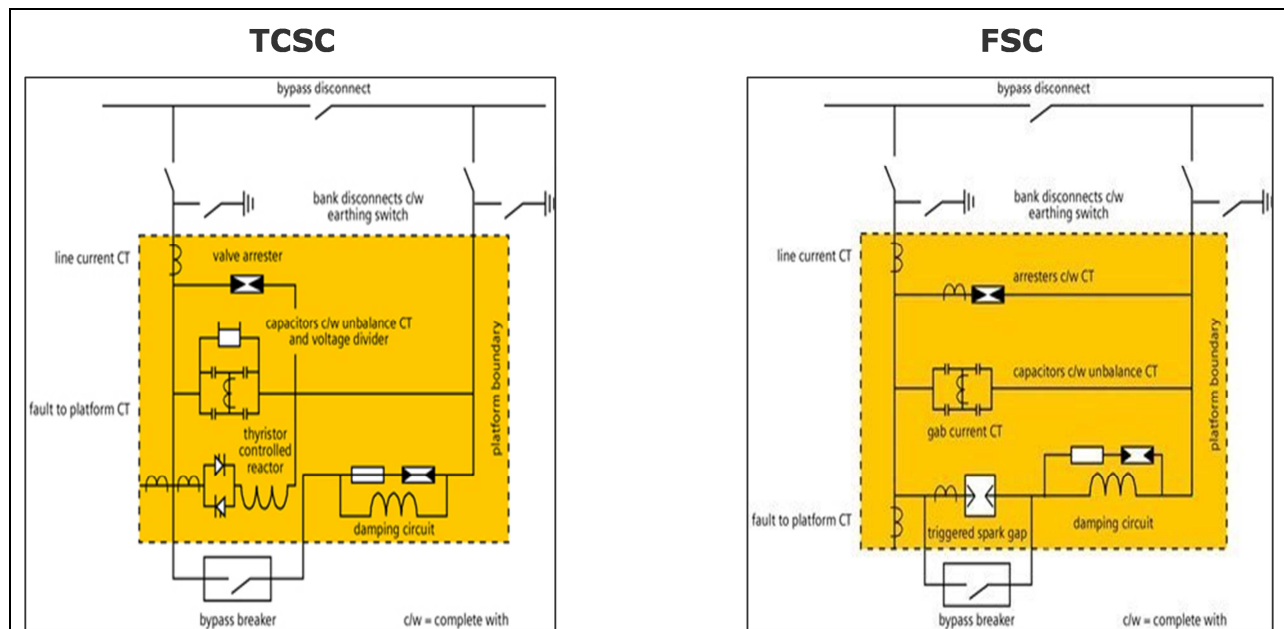 TCSC
bypass disconnect
bank disconnects c/w
earthing switch
line current CT
valve arrester
capacitors c/w unbalance CT
and voltage divider
platform boundary
fault to platform CT
thyristor
controlled
reactor
damping circuit
bypass breaker
c/w = complete with
FSC
bypass disconnect
bank disconnects c/w
earthing switch
line current CT
arresters c/w CT
platform boundary
capacitors c/w unbalance CT
gab current CT
fault to platform CT
triggered spark gap
damping circuit
bypass breaker
c/w = complete with